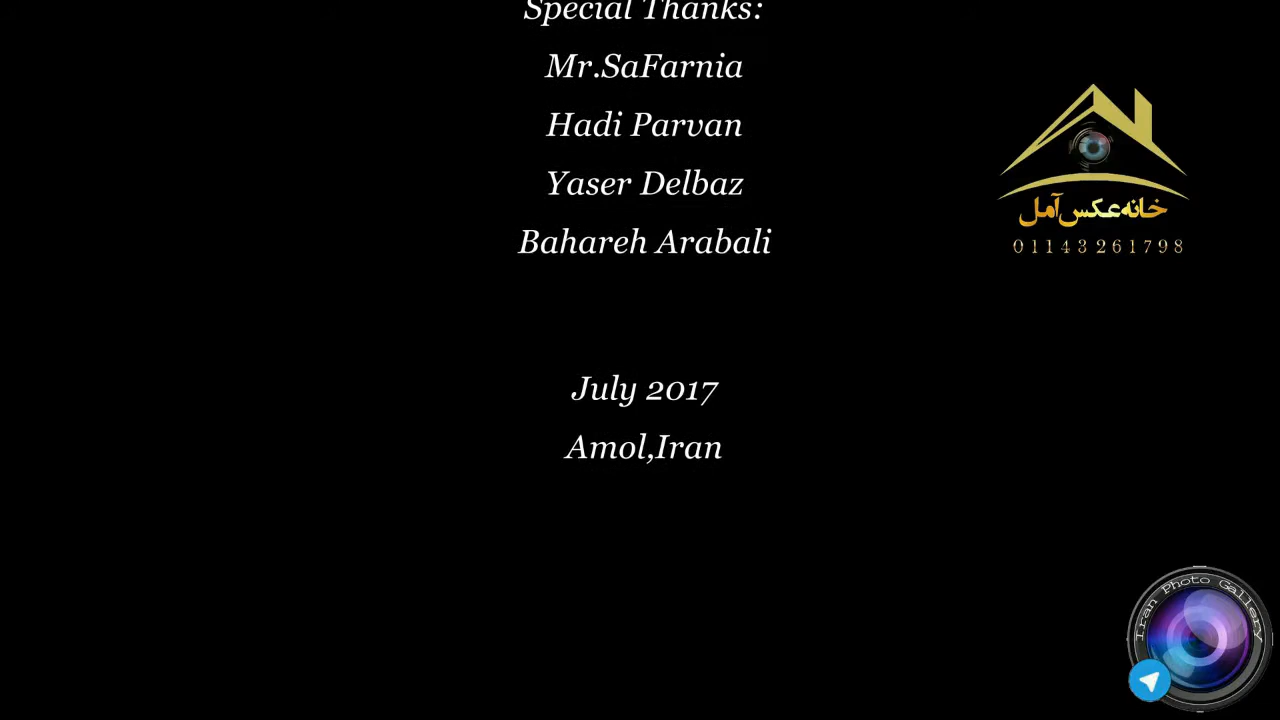 Special Thanks:
Mr.SaFarnia
Hadi Parvan
Yaser Delbaz
Bahareh Arabali
July 2017
Amol,Iran
خانه عکس آمل
01143261798
Iran Photo Gallery